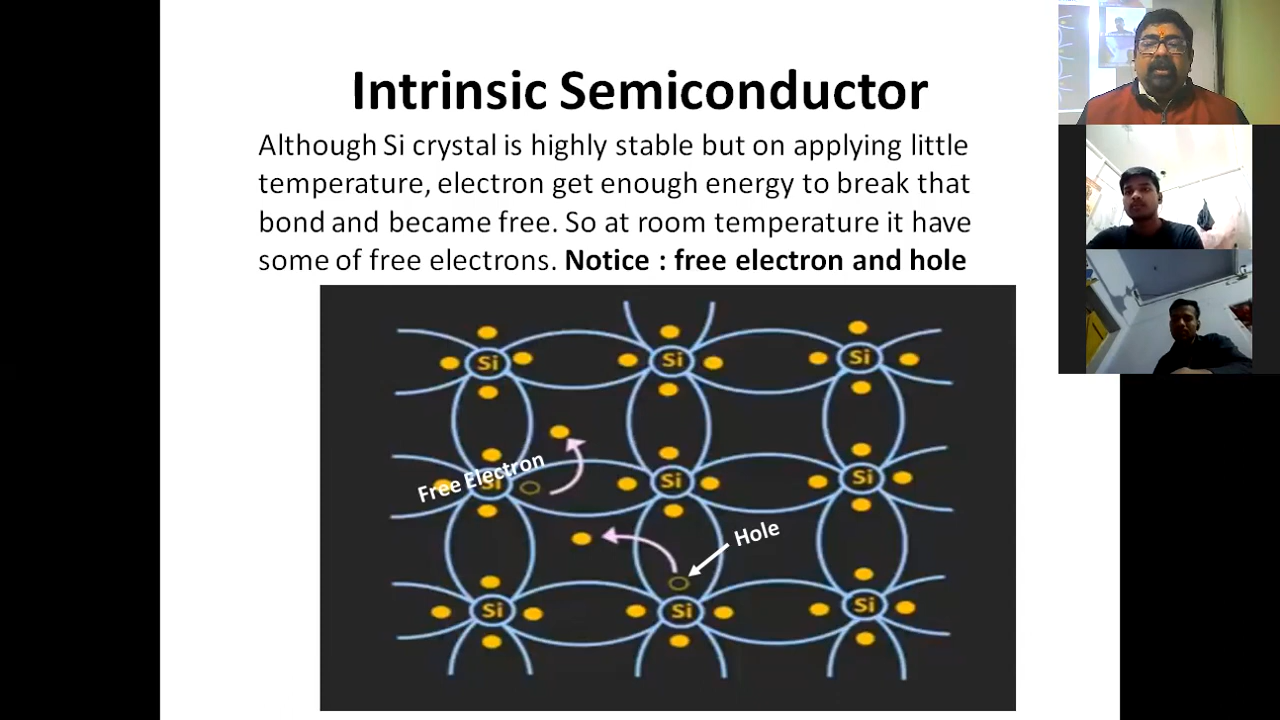 Intrinsic Semiconductor
Although Si crystal is highly stable but on applying little
temperature, electron get enough energy to break that
bond and became free. So at room temperature it have
some of free electrons. Notice : free electron and hole
Si Si Si
Free Electron
Si Si Si
Hole
Si Si Si